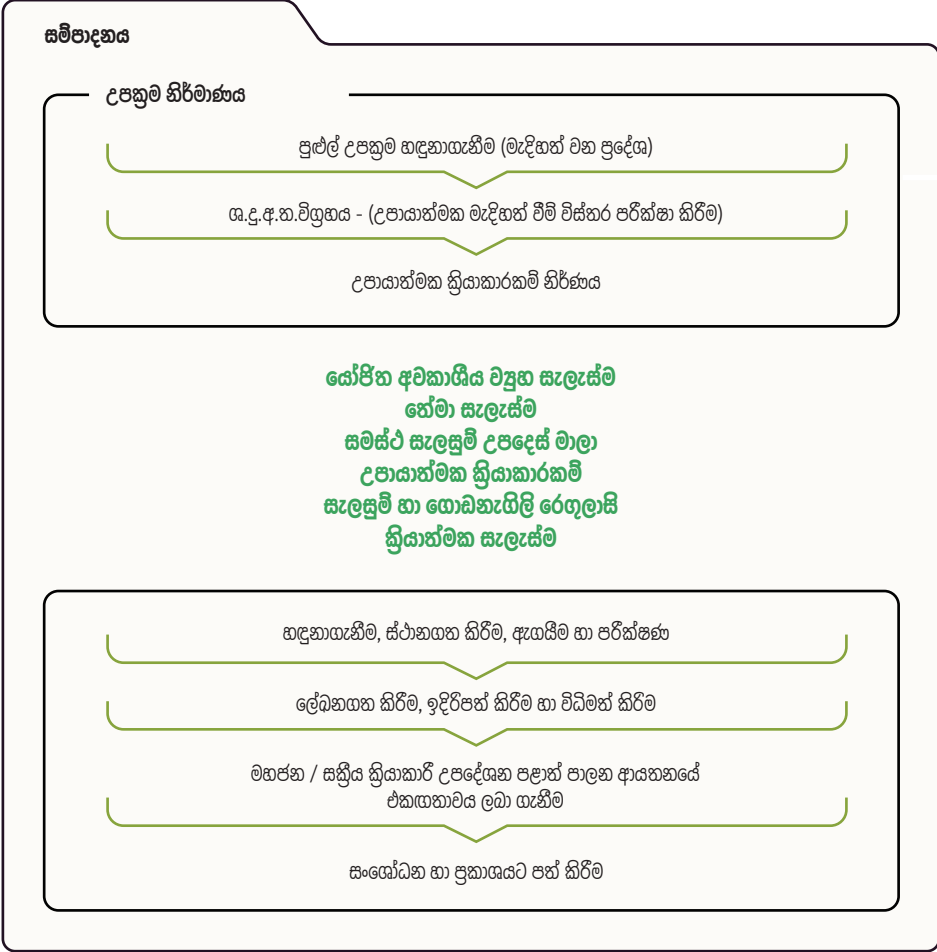 සම්පාදනය
උපක්‍රම නිර්මාණය
පුළුල් උපක්‍රම හඳුනාගැනීම (මැදිහත් වන ප්‍රදේශ)
ශ.දු.අ.ත.විග්‍රහය - (උපායාත්මක මැදිහත් වීම් විස්තර පරීක්ෂා කිරීම)
උපායාත්මක ක්‍රියාකාරකම් නිර්ණය
යෝජිත අවකාශීය ව්‍යුහ සැලැස්ම
තේමා සැලැස්ම
සමස්ථ සැලසුම් උපදෙස් මාලා
උපායාත්මක ක්‍රියාකාරකම්
සැලසුම් හා ගොඩනැගිලි රෙගුලාසි
ක්‍රියාත්මක සැලැස්ම
හඳුනාගැනීම, ස්ථානගත කිරීම, ඇගයීම හා පරීක්ෂණ
ලේඛනගත කිරීම, ඉදිරිපත් කිරීම හා විධිමත් කිරිම
මහජන / සක්‍රීය ක්‍රියාකාරී උපදේශන පළාත් පාලන ආයතනයේ
එකඟතාවය ලබා ගැනීම
සංශෝධන හා ප්‍රකාශයට පත් කිරීම